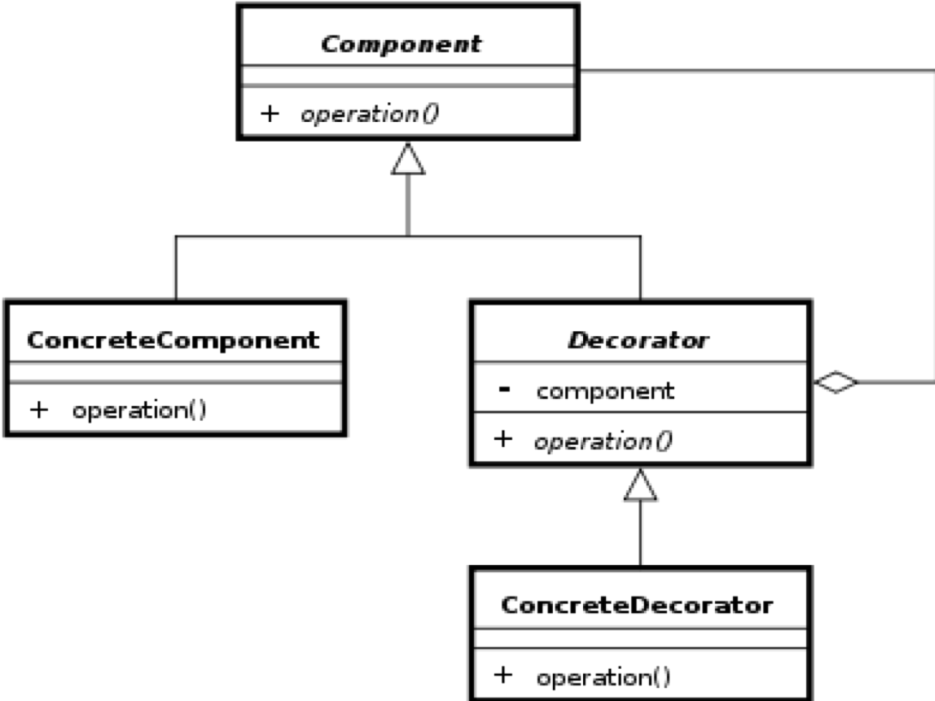 Component
+ operation()
ConcreteComponent
+ operation()
Decorator
- component
+ operation()
ConcreteDecorator
+ operation()